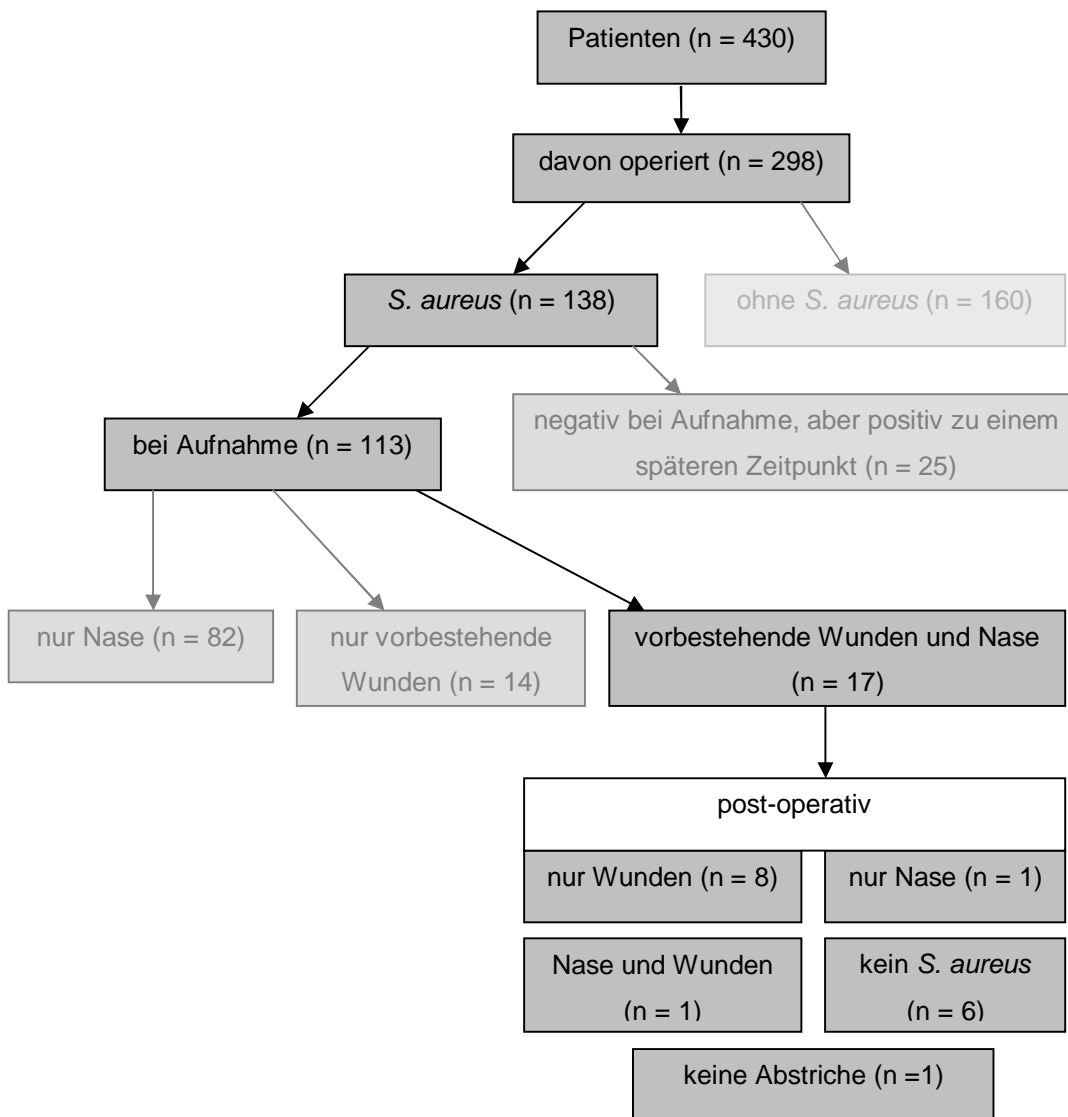 Patienten (n = 430)
davon operiert (n = 298)
S. aureus (n = 138)
ohne S. aureus (n = 160)
negativ bei Aufnahme, aber positiv zu einem
späteren Zeitpunkt (n = 25)
bei Aufnahme (n = 113)
nur Nase (n = 82)
nur vorbestehende
Wunden (n = 14)
vorbestehende Wunden und Nase
(n = 17)
post-operativ
nur Wunden (n = 8)
nur Nase (n = 1)
Nase und Wunden
(n = 1)
kein S. aureus
(n = 6)
keine Abstriche (n =1)